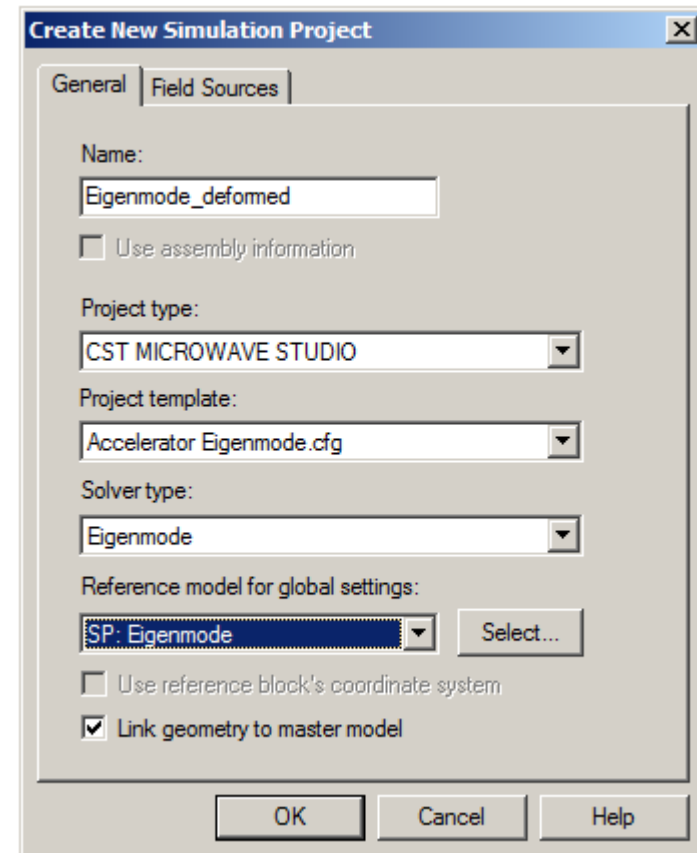 Create New Simulation Project
General
Field Sources
Name:
Eigenmode_deformed
Use assembly information
Project type:
CST MICROWAVE STUDIO
Project template:
Accelerator Eigenmode.cfg
Solver type:
Eigenmode
Reference model for global settings:
SP: Eigenmode
Select...
Use reference block's coordinate system
Link geometry to master model
OK
Cancel
Help